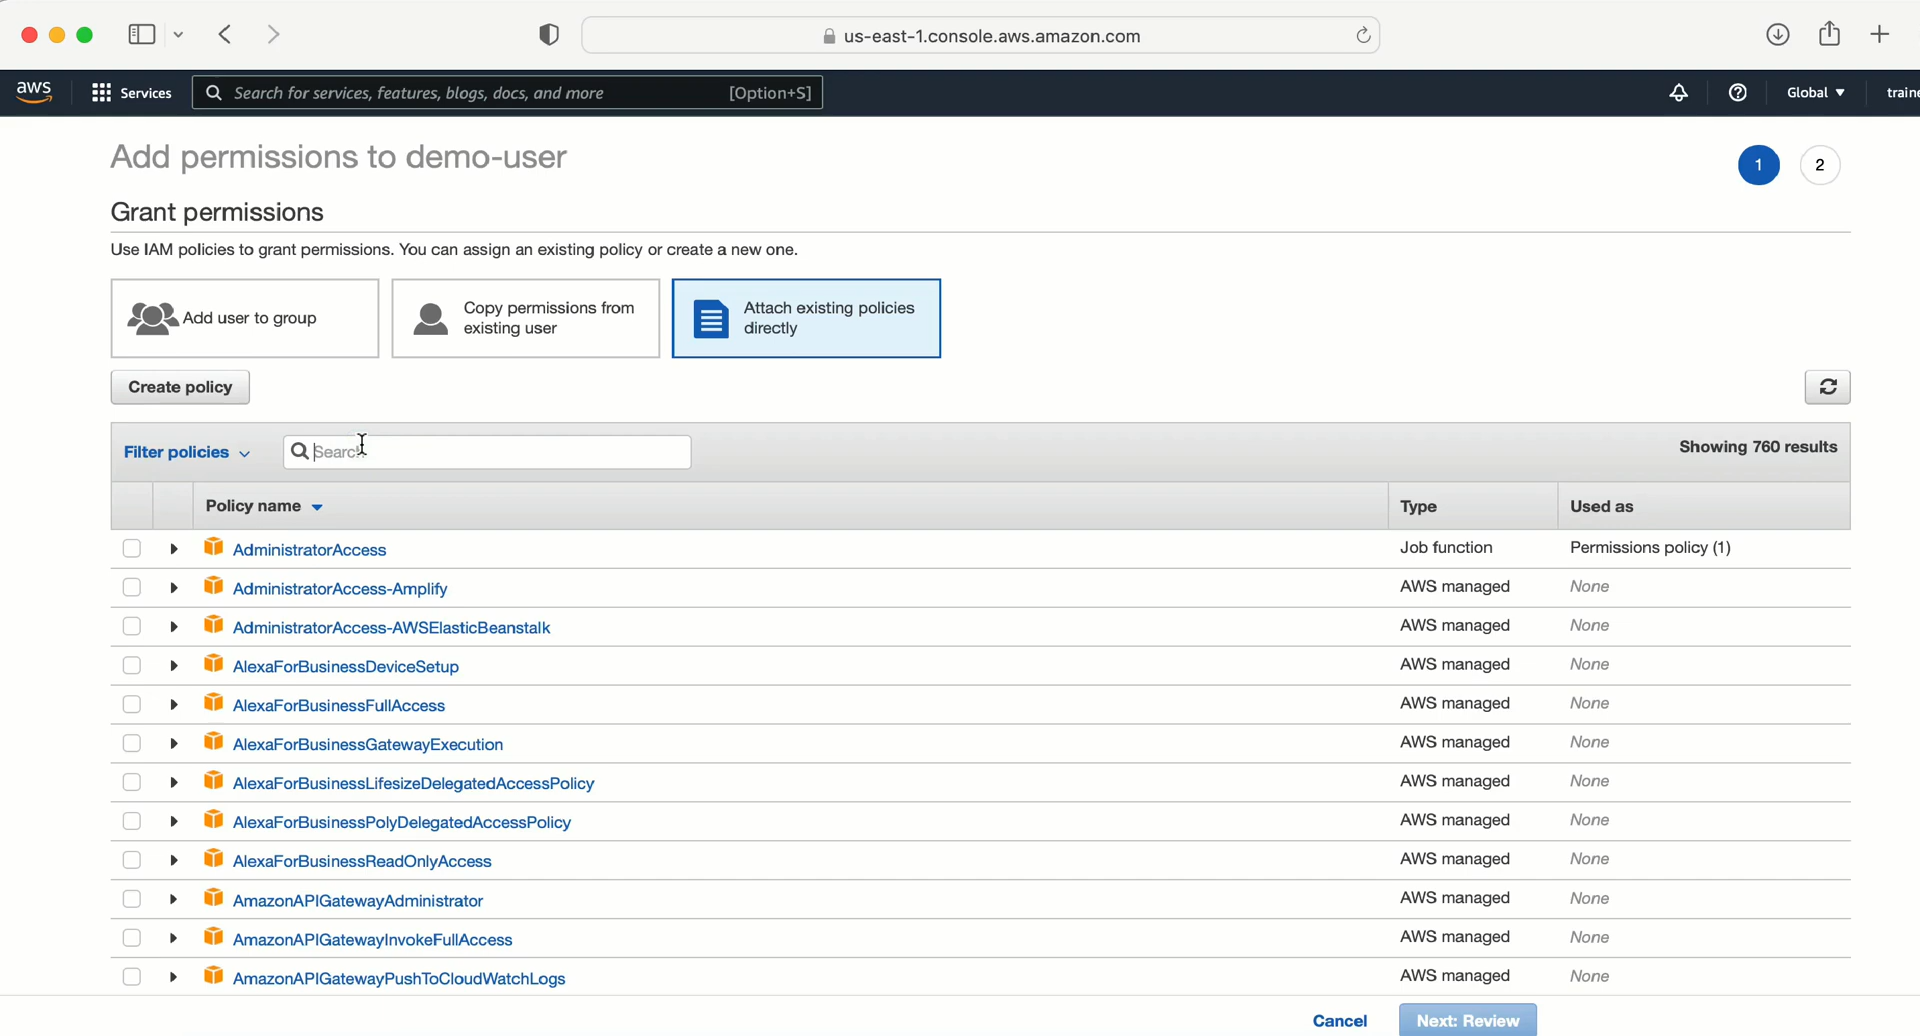 us-east-1.console.aws.amazon.com
aws
Services
Search for services, features, blogs, docs, and more
[Option+S]
Global
Add permissions to demo-user
1
2
Grant permissions
Use IAM policies to grant permissions. You can assign an existing policy or create a new one.
Add user to group
Copy permissions from
existing user
Attach existing policies
directly
Create policy
Filter policies
Search
Showing 760 results
Policy name
Type
Used as
AdministratorAccess
Job function
Permissions policy (1)
AdministratorAccess-Amplify
AWS managed
None
AdministratorAccess-AWSElasticBeanstalk
AWS managed
None
AlexaForBusinessDeviceSetup
AWS managed
None
AlexaForBusinessFullAccess
AWS managed
None
AlexaForBusinessGatewayExecution
AWS managed
None
AlexaForBusinessLifesizeDelegatedAccessPolicy
AWS managed
None
AlexaForBusinessPolyDelegatedAccessPolicy
AWS managed
None
AlexaForBusinessReadOnlyAccess
AWS managed
None
AmazonAPIGatewayAdministrator
AWS managed
None
AmazonAPIGatewayInvokeFullAccess
AWS managed
None
AmazonAPIGatewayPushToCloudWatchLogs
AWS managed
None
Cancel
Next: Review